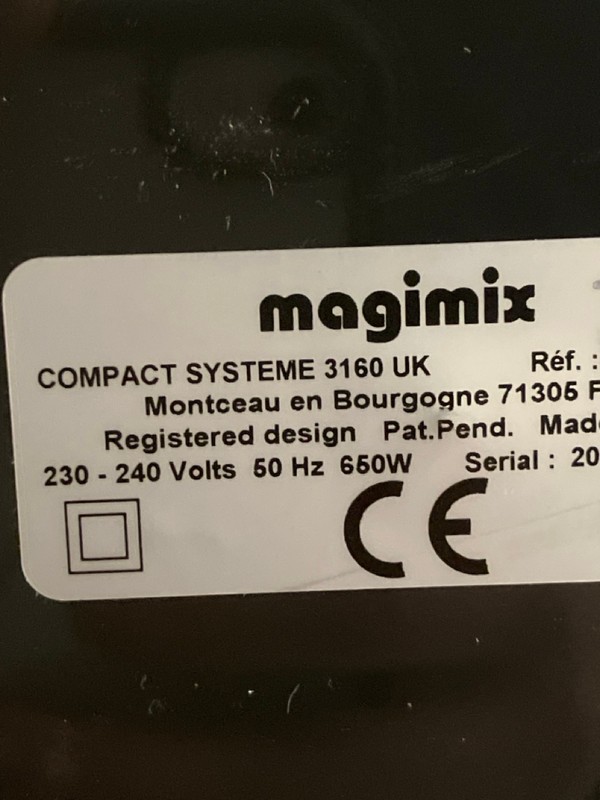 magimix
COMPACT SYSTEME 3160 UK Réf. :
Montceau en Bourgogne 71305 F
Registered design Pat.Pend. Mad
230 - 240 Volts 50 Hz 650W Serial : 20
CE